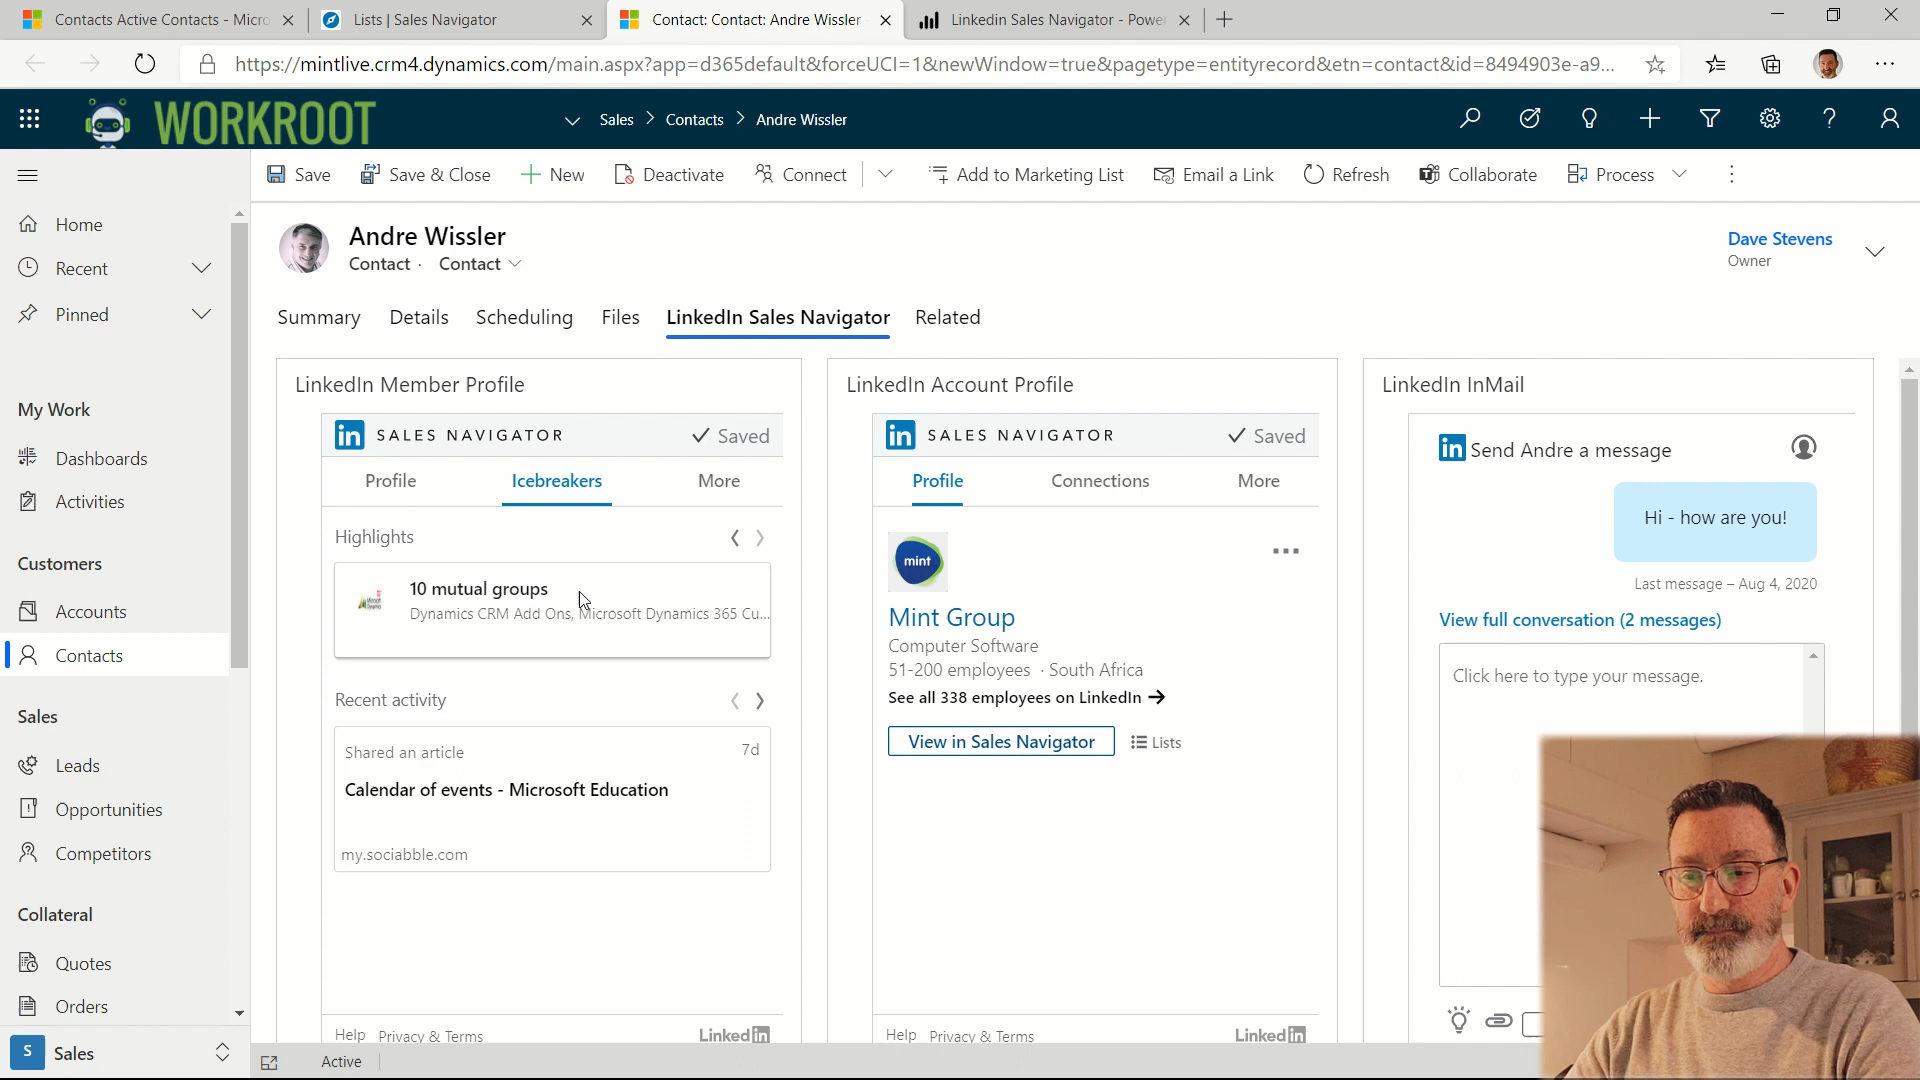 Contacts Active Contacts - Micro
Lists | Sales Navigator
Contact: Contact: Andre Wissler
Linkedin Sales Navigator - Power
https://mintlive.crm4.dynamics.com/main.aspx?app=d365default&forceUCI=1&newWindow=true&pagetype=entityrecord&etn=contact&id=8494903e-a9...
WORKROOT
Sales > Contacts > Andre Wissler
Save
Save & Close
New
Deactivate
Connect
Add to Marketing List
Email a Link
Refresh
Collaborate
Process
Home
Recent
Pinned
My Work
Dashboards
Activities
Customers
Accounts
Contacts
Sales
Leads
Opportunities
Competitors
Collateral
Quotes
Orders
S Sales
Andre Wissler
Contact · Contact
Dave Stevens
Owner
Summary
Details
Scheduling
Files
LinkedIn Sales Navigator
Related
LinkedIn Member Profile
in SALES NAVIGATOR
Saved
Profile
Icebreakers
More
Highlights
10 mutual groups
Dynamics CRM Add Ons, Microsoft Dynamics 365 Cu...
Recent activity
Shared an article
7d
Calendar of events - Microsoft Education
my.sociabble.com
Help Privacy & Terms
Linked in
LinkedIn Account Profile
in SALES NAVIGATOR
Saved
Profile
Connections
More
mint
Mint Group
Computer Software
51-200 employees · South Africa
See all 338 employees on LinkedIn
View in Sales Navigator
Lists
Help Privacy & Terms
Linked in
LinkedIn InMail
in Send Andre a message
Hi - how are you!
Last message – Aug 4, 2020
View full conversation (2 messages)
Click here to type your message.
Active